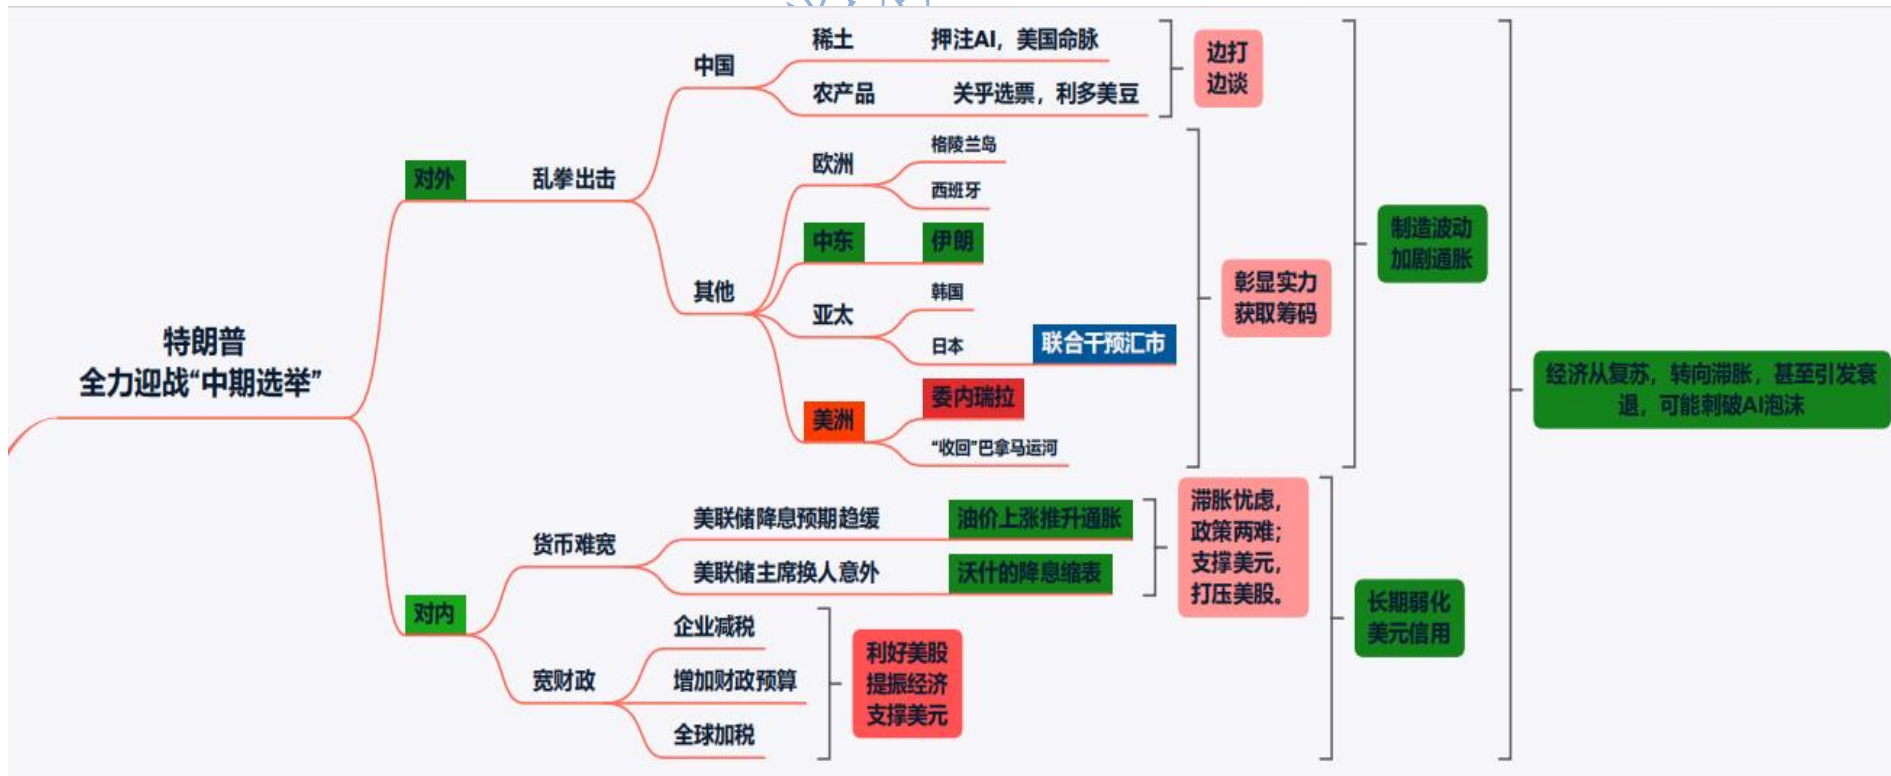 特朗普
全力迎战“中期选举”
对外
乱拳出击
中国
稀土
押注AI，美国命脉
农产品
关乎选票，利多美豆
边打
边谈
其他
欧洲
格陵兰岛
西班牙
中东
伊朗
亚太
韩国
日本
联合干预汇市
美洲
委内瑞拉
“收回”巴拿马运河
彰显实力
获取筹码
制造波动
加剧通胀
对内
货币难宽
美联储降息预期趋缓
油价上涨推升通胀
美联储主席换人意外
沃什的降息缩表
滞胀忧虑，
政策两难；
支撑美元，
打压美股。
宽财政
企业减税
增加财政预算
全球加税
利好美股
提振经济
支撑美元
长期弱化
美元信用
经济从复苏，转向滞胀，甚至引发衰
退，可能刺破AI泡沫